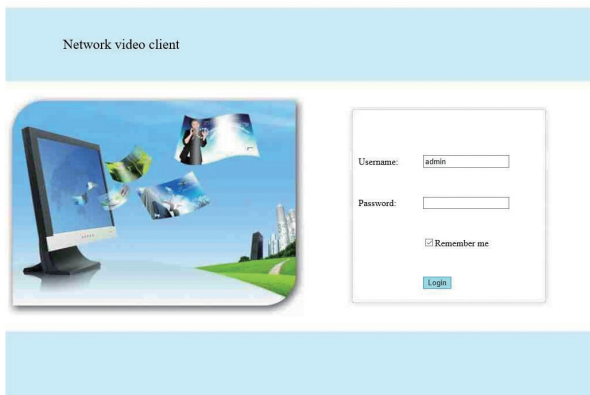 Network video client
Username: admin
Password:
Remember me
Login